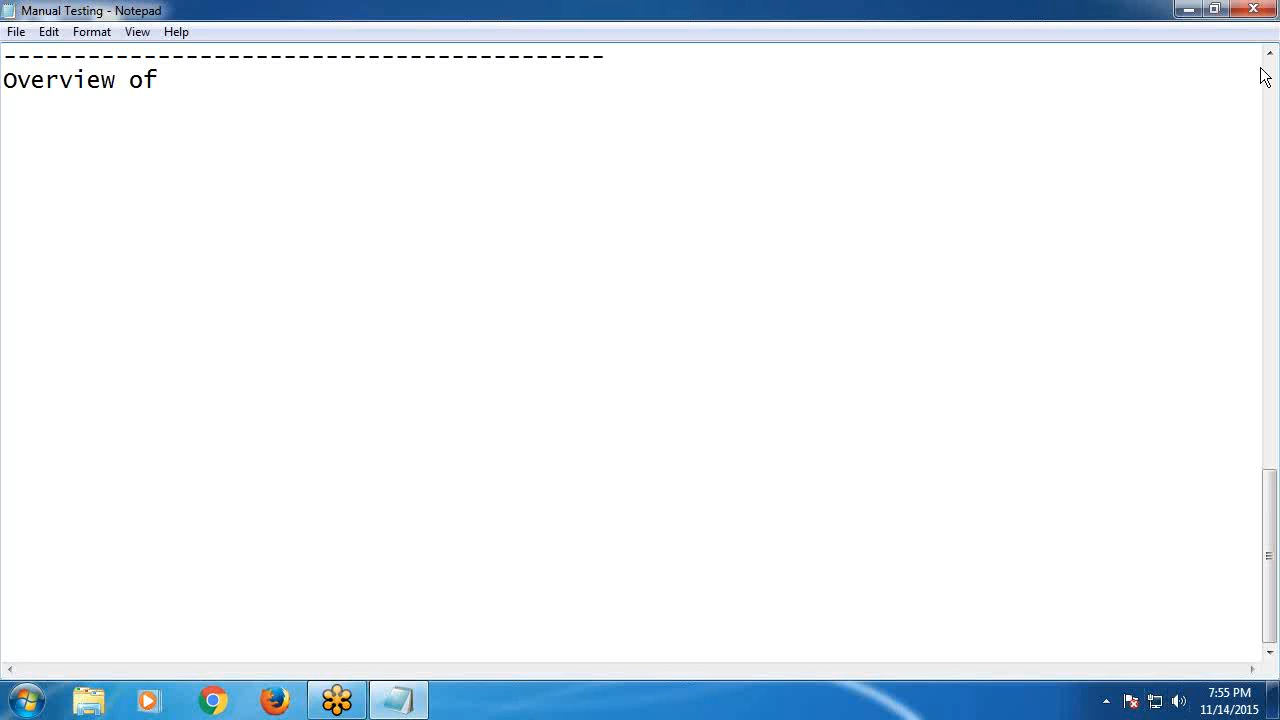 Manual Testing - Notepad
File Edit Format View Help
-------------------------------------------
Overview of
7:55 PM
11/14/2015